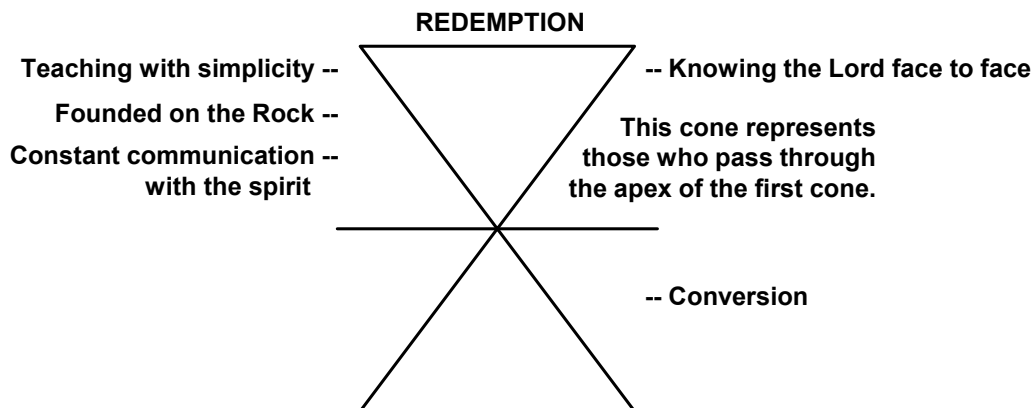 REDEMPTION
Teaching with simplicity --
Founded on the Rock --
Constant communication --
with the spirit
-- Knowing the Lord face to face
This cone represents
those who pass through
the apex of the first cone.
-- Conversion